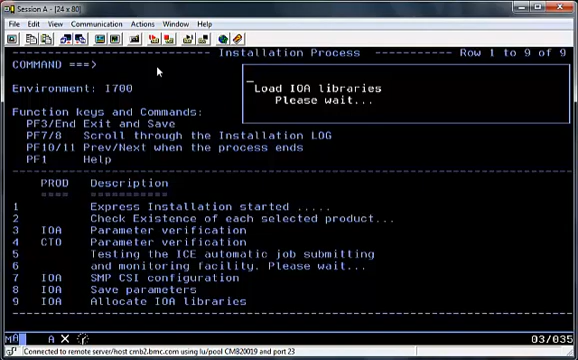 Session A - [24 x 80]
File Edit View Communication Actions Window Help
------------------ Installation Process ------------------ Row 1 to 9 of 9
COMMAND ===>
Load IOA libraries
Please wait...
Environment: I700
Function keys and Commands:
PF3/End Exit and Save
PF7/8 Scroll through the Installation LOG
PF10/11 Prev/Next when the process ends
PF1 Help
PROD Description
==== ===========
1 Express Installation started .....
2 Check Existence of each selected product...
3 IOA Parameter verification
4 CTO Parameter verification
5 Testing the ICE automatic job submitting
6 and monitoring facility. Please wait...
7 IOA SMP CSI configuration
8 IOA Save parameters
9 IOA Allocate IOA libraries
MA A X 03/035
Connected to remote server/host cmb2.bmc.com using lu/pool CMB20019 and port 23